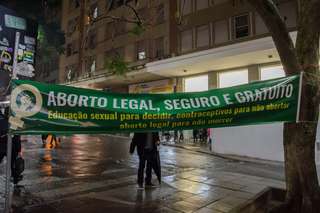 ABORTO LEGAL, SEGURO E GRATUITO
Educação sexual para decidir, contraceptivos para não abortar
aborto legal para não morrer